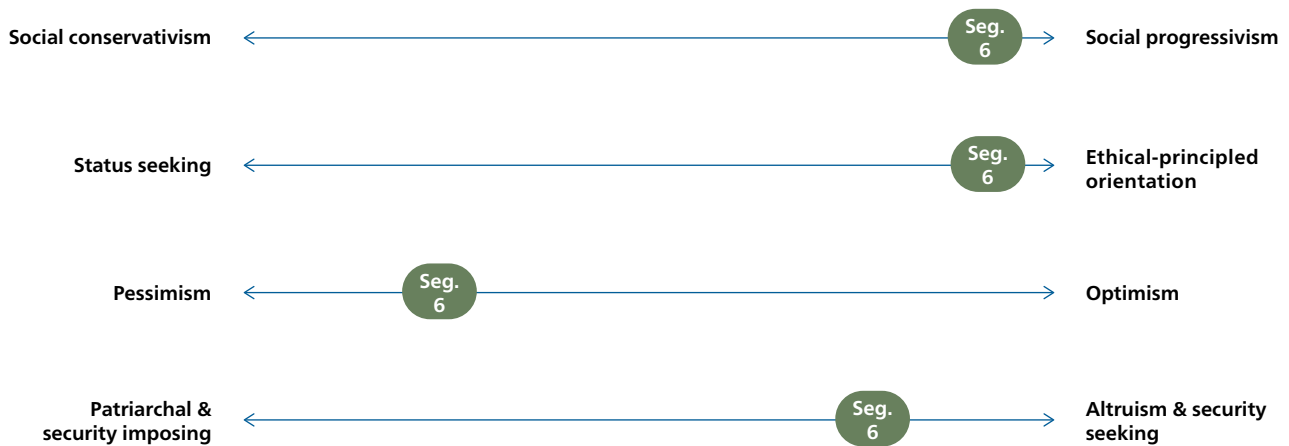 Social conservativism
Seg.
6
Social progressivism
Status seeking
Seg.
6
Ethical-principled
orientation
Pessimism
Seg.
6
Optimism
Patriarchal &
security imposing
Seg.
6
Altruism & security
seeking